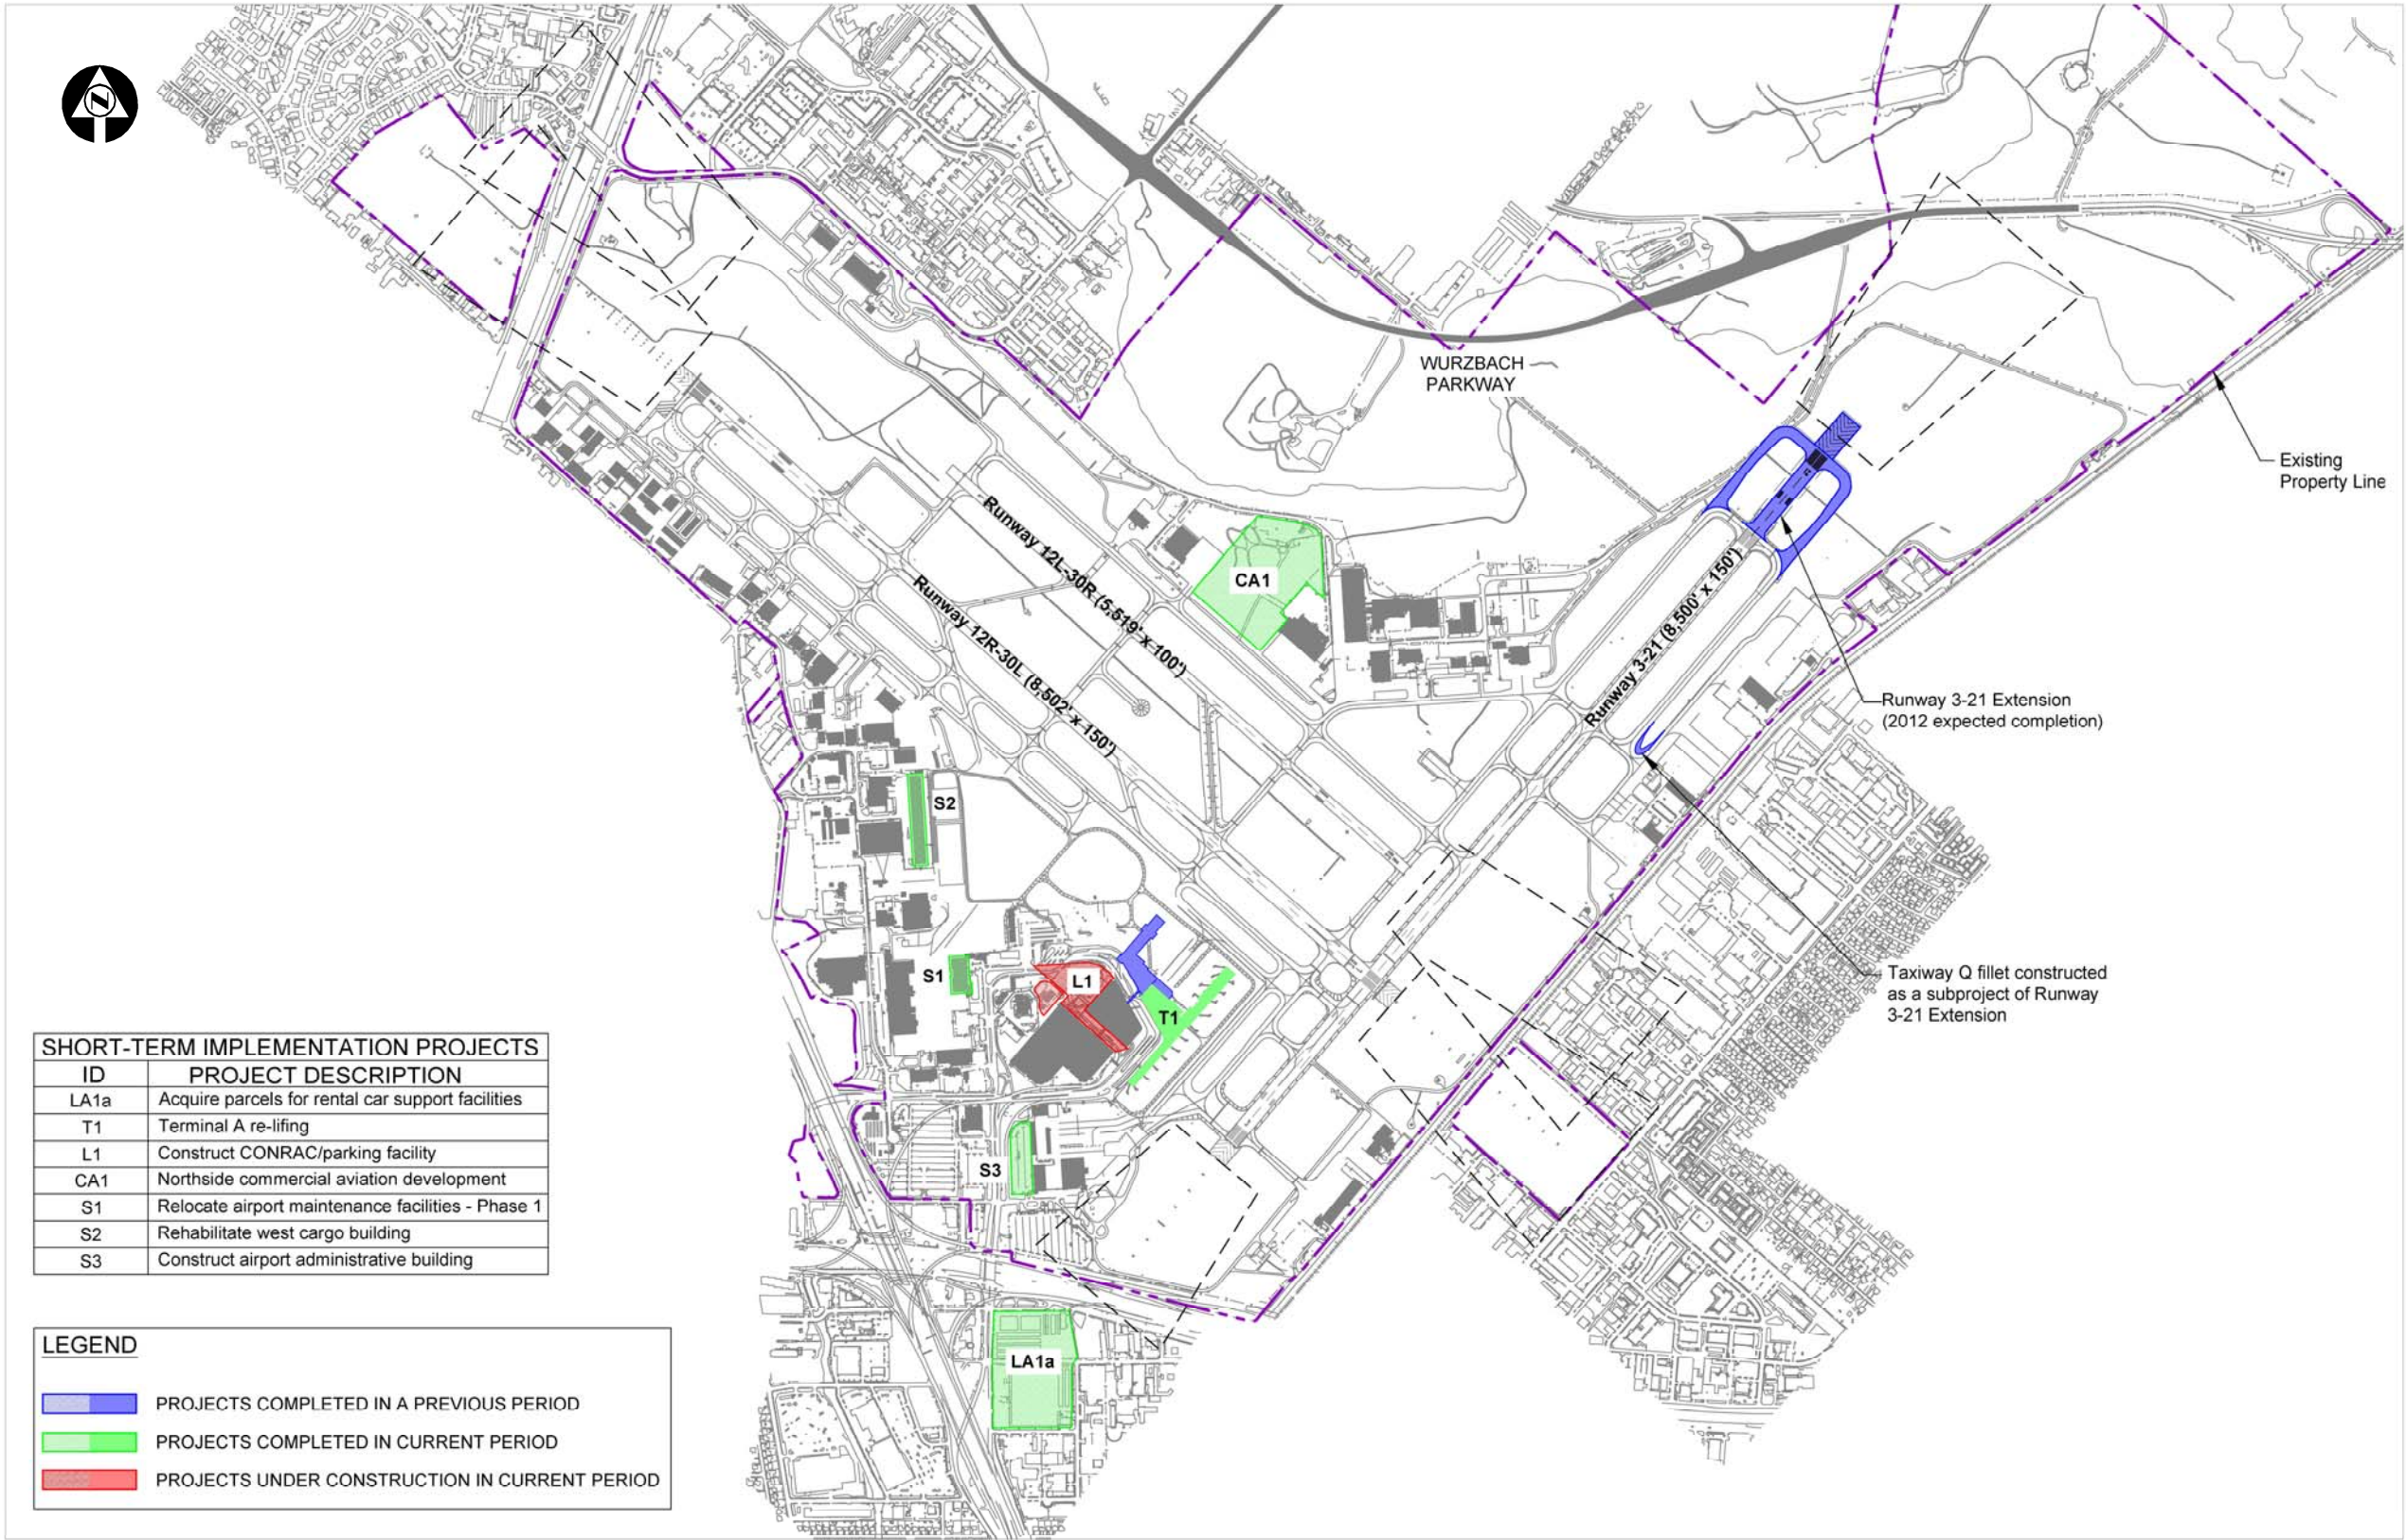 N
WURZBACH
PARKWAY
Existing
Property Line
Runway 12L-30R (5,519' x 100')
CA1
Runway 12R-30L (8,502' x 150')
Runway 3-21 (8,500' x 150')
Runway 3-21 Extension
(2012 expected completion)
S2
S1
L1
T1
Taxiway Q fillet constructed
as a subproject of Runway
3-21 Extension
S3
LA1a
SHORT-TERM IMPLEMENTATION PROJECTS
ID PROJECT DESCRIPTION
LA1a Acquire parcels for rental car support facilities
T1 Terminal A re-lifing
L1 Construct CONRAC/parking facility
CA1 Northside commercial aviation development
S1 Relocate airport maintenance facilities - Phase 1
S2 Rehabilitate west cargo building
S3 Construct airport administrative building
LEGEND
PROJECTS COMPLETED IN A PREVIOUS PERIOD
PROJECTS COMPLETED IN CURRENT PERIOD
PROJECTS UNDER CONSTRUCTION IN CURRENT PERIOD